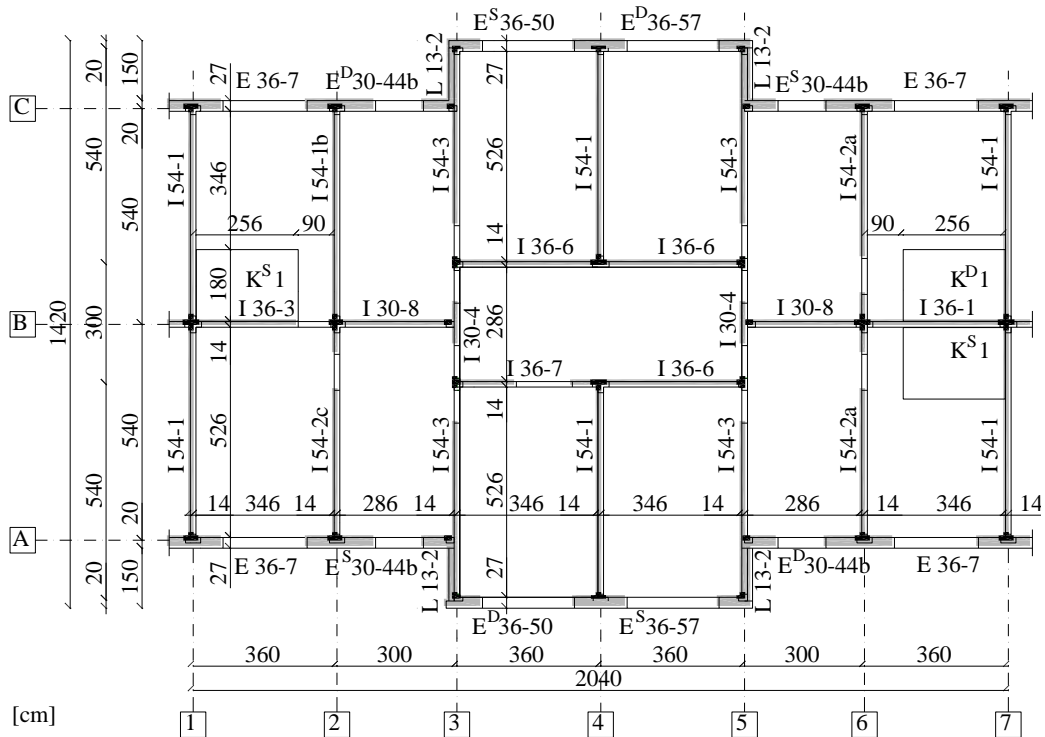 E^S36-50 E^D36-57
20 150 27 L 13-2 27 L 13-2
E 36-7 E^D30-44b E^S30-44b E 36-7
C
540 20 346 I 54-1 I 54-1b I 54-3 526 I 54-1 I 54-3 I 54-2a I 54-1
540
256 90 90 256
14 I 36-6 I 36-6
K^S 1 K^D1
180
I 36-3 I 30-8 I 30-8 I 36-1
B
1420 300 I 30-4 286 I 30-4
K^S1
14
I 36-7 I 36-6
14
540 540 526 I 54-1 I 54-2c I 54-3 526 I 54-1 I 54-3 I 54-2a I 54-1
14 346 14 286 14 346 14 346 14 286 14 346 14
20
A
E 36-7 E^S30-44b E^D30-44b E 36-7
20 150 27 L 13-2 27 L 13-2
E^D36-50 E^S36-57
360 300 360 360 300 360
2040
[cm]
1 2 3 4 5 6 7